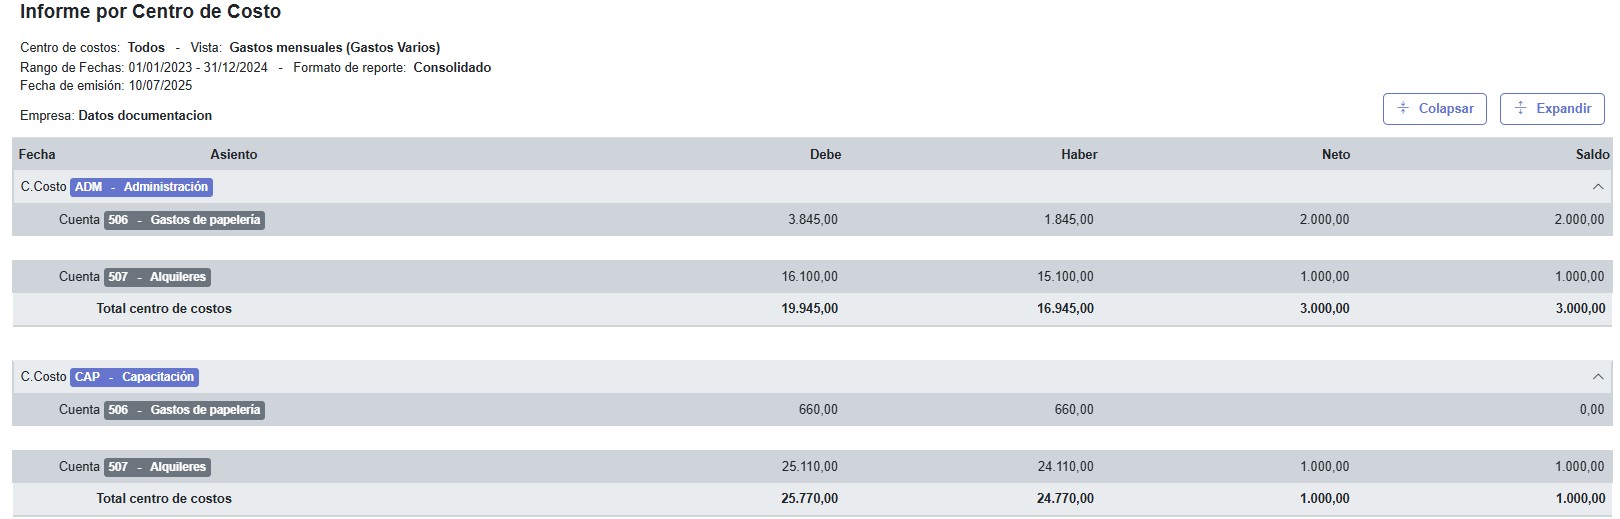 Informe por Centro de Costo
Centro de costos: Todos - Vista: Gastos mensuales (Gastos Varios)
Rango de Fechas: 01/01/2023 - 31/12/2024 - Formato de reporte: Consolidado
Fecha de emisión: 10/07/2025
Empresa: Datos documentacion
Colapsar Expandir
Fecha Asiento Debe Haber Neto Saldo
C.Costo ADM - Administración
Cuenta 506 - Gastos de papelería 3.845,00 1.845,00 2.000,00 2.000,00
Cuenta 507 - Alquileres 16.100,00 15.100,00 1.000,00 1.000,00
Total centro de costos 19.945,00 16.945,00 3.000,00 3.000,00
C.Costo CAP - Capacitación
Cuenta 506 - Gastos de papelería 660,00 660,00 0,00
Cuenta 507 - Alquileres 25.110,00 24.110,00 1.000,00 1.000,00
Total centro de costos 25.770,00 24.770,00 1.000,00 1.000,00